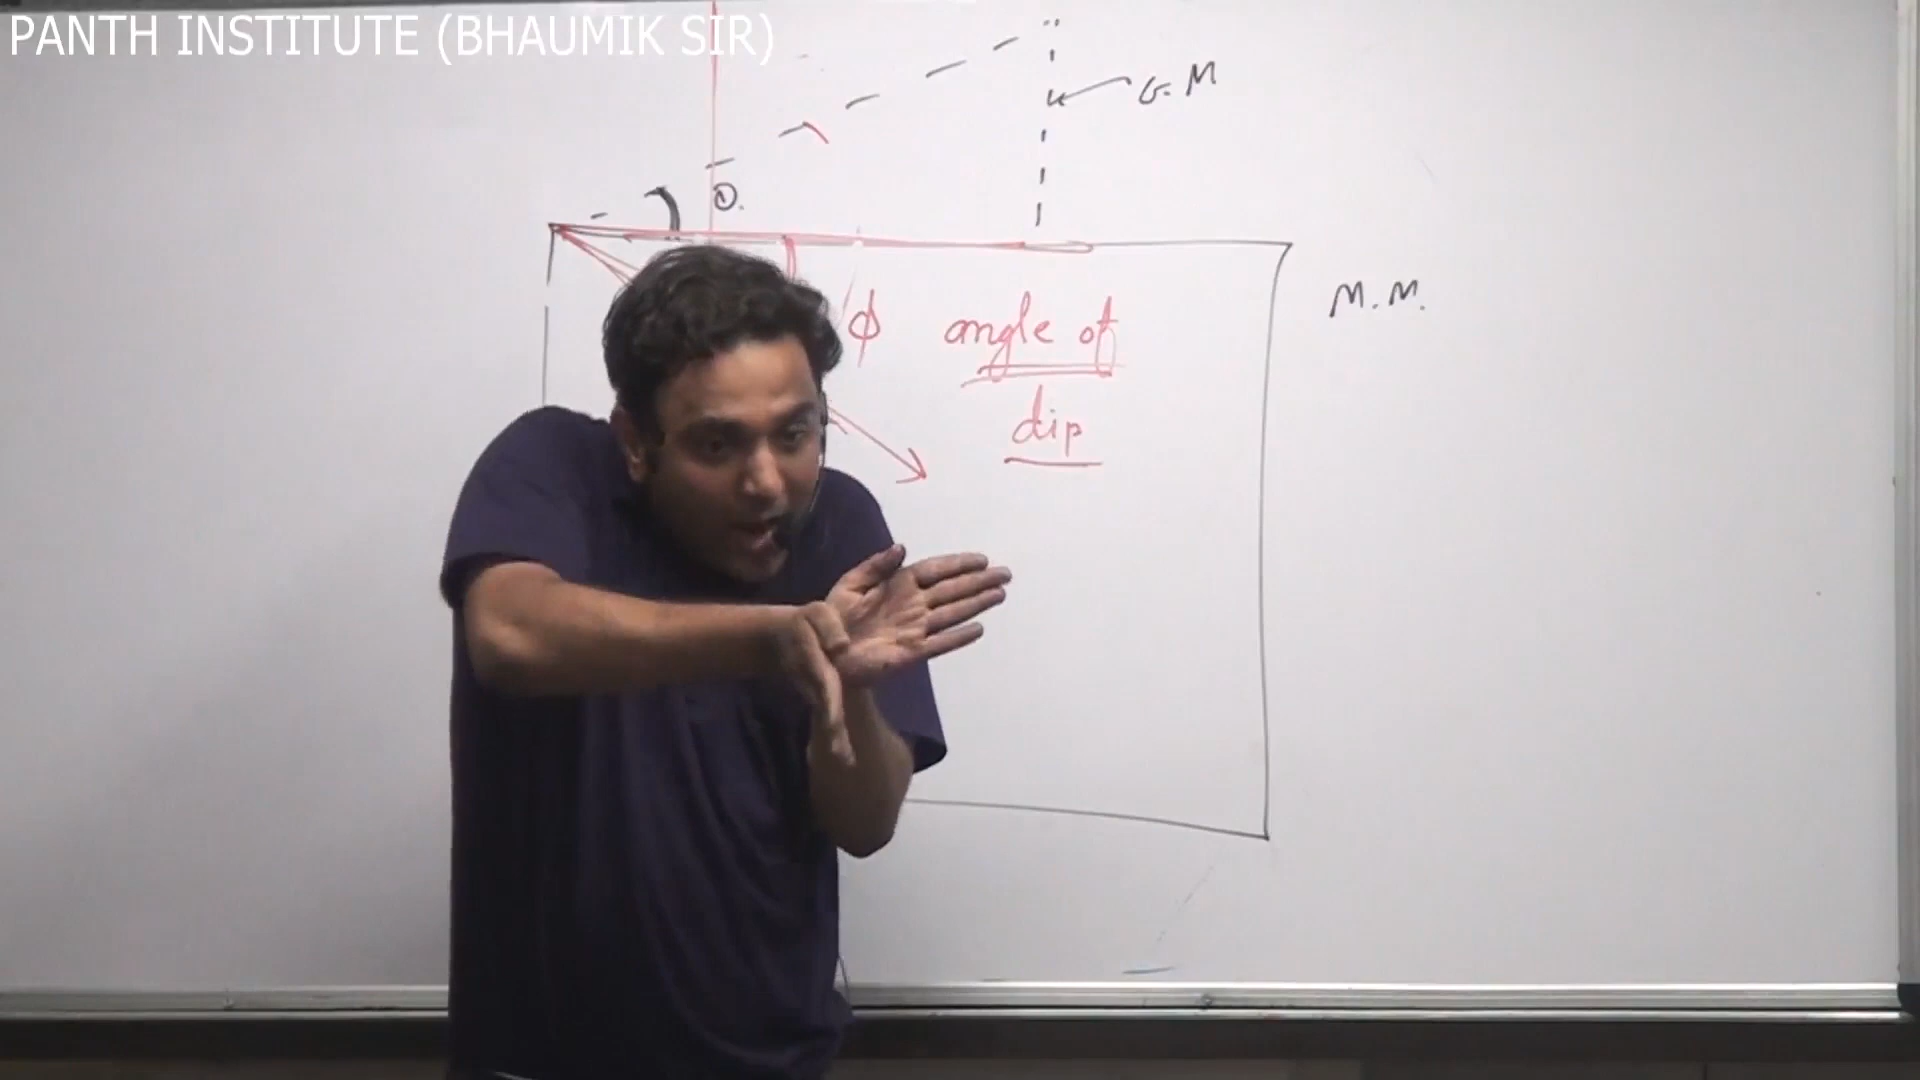 PANTH INSTITUTE (BHAUMIK SIR)
G.M
M.M.
ϕ angle of
dip